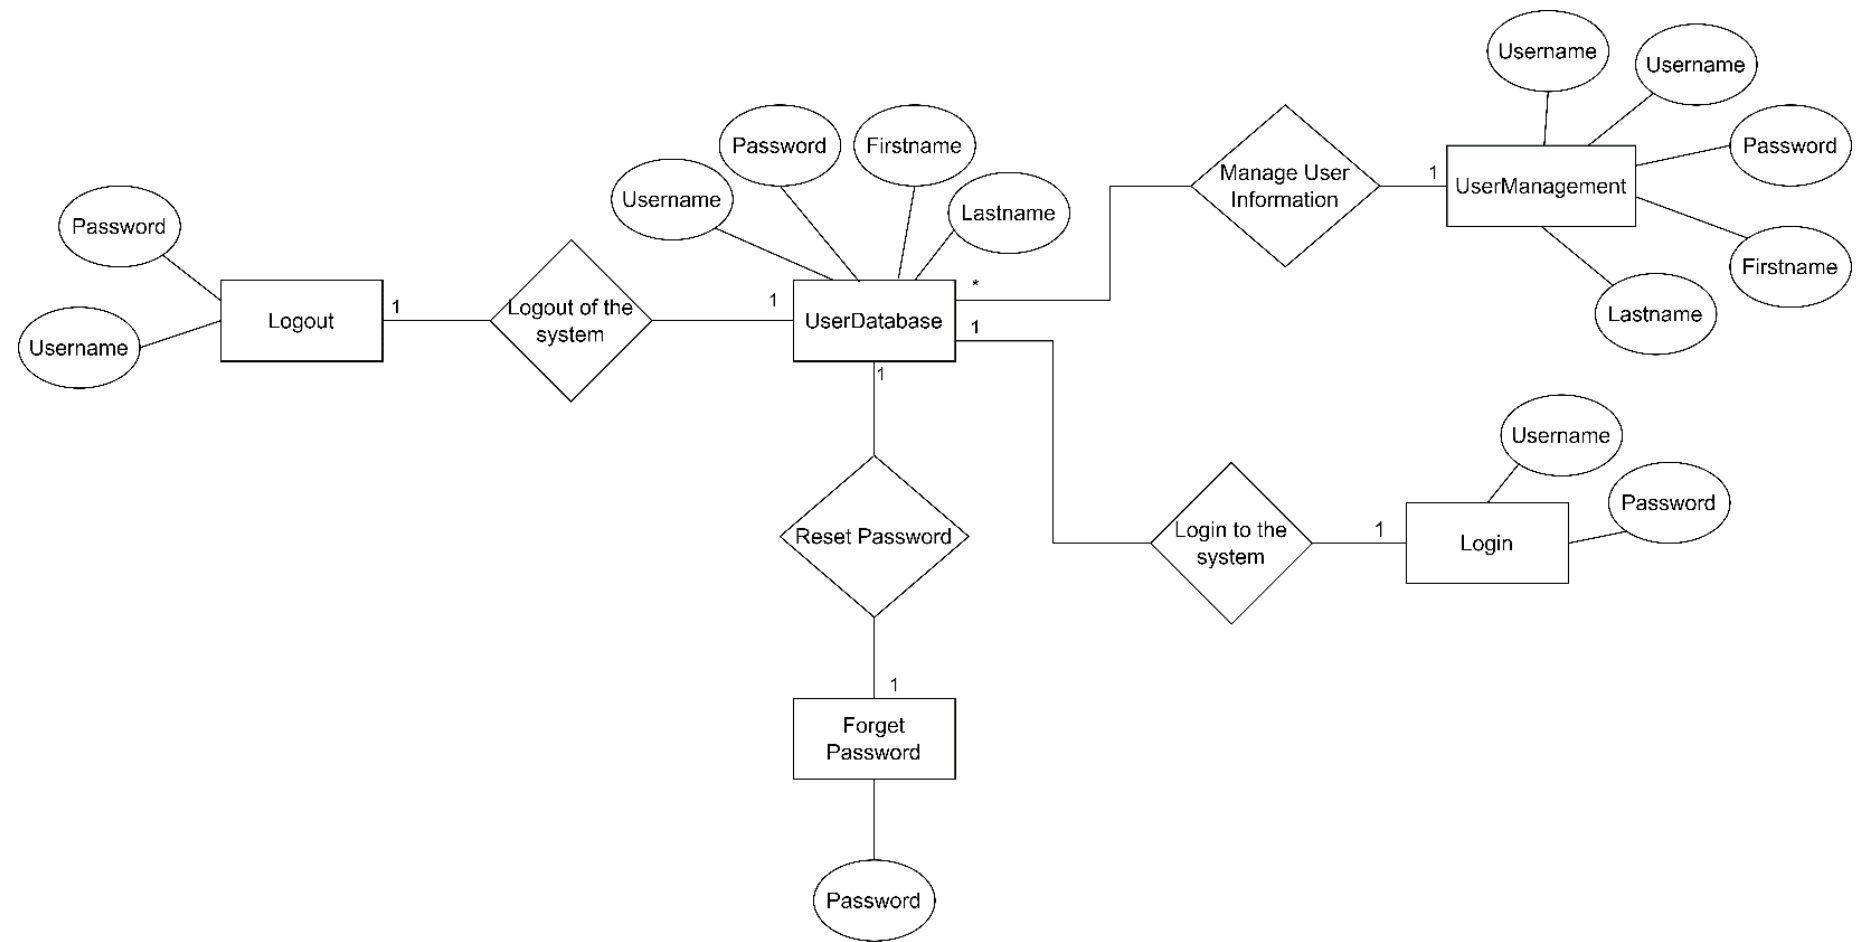 Username
Username
Password
Firstname
Password
Manage User
Information
1
UserManagement
Username
Lastname
Password
Firstname
Username
Lastname
*
1
Logout
1
Logout of the
system
1
UserDatabase
1
1
Username
Password
Reset Password
Login to the
system
1
Login
1
Forget
Password
Password